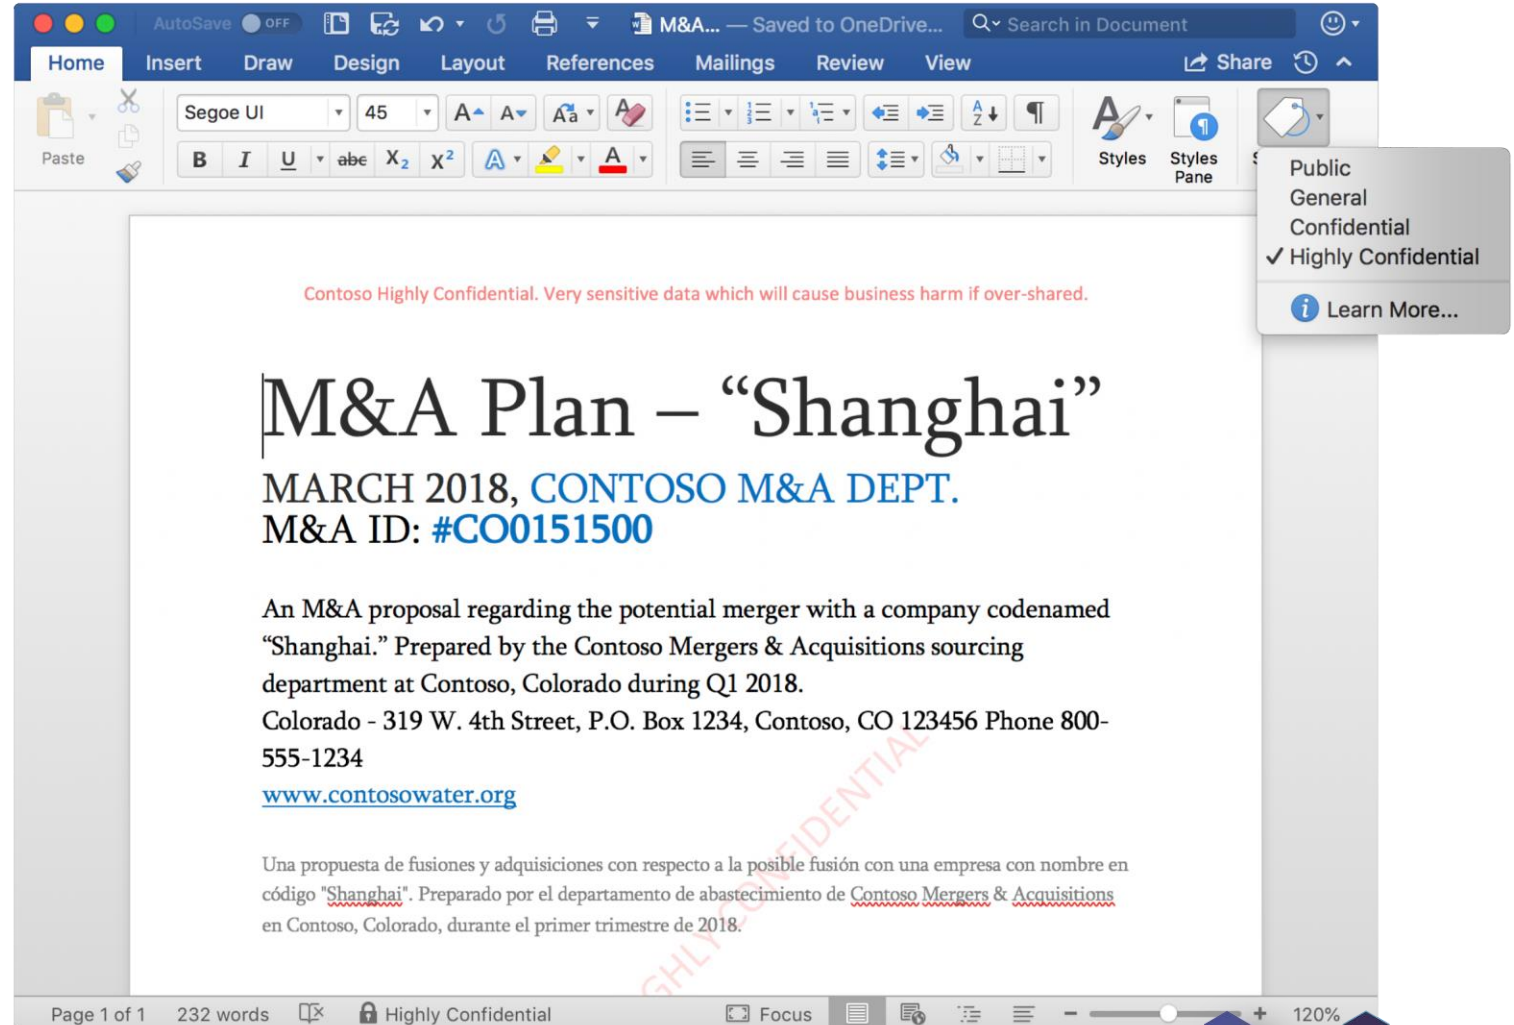 AutoSave OFF M&A... — Saved to OneDrive... Search in Document
Home Insert Draw Design Layout References Mailings Review View Share
Segoe UI 45 A A Aa A
Paste B I U abc X2 X2 A A Styles Styles Pane
Public
General
Confidential
✓ Highly Confidential
Learn More...
Contoso Highly Confidential. Very sensitive data which will cause business harm if over-shared.
M&A Plan – “Shanghai”
MARCH 2018, CONTOSO M&A DEPT.
M&A ID: #CO0151500
An M&A proposal regarding the potential merger with a company codenamed
“Shanghai.” Prepared by the Contoso Mergers & Acquisitions sourcing
department at Contoso, Colorado during Q1 2018.
Colorado - 319 W. 4th Street, P.O. Box 1234, Contoso, CO 123456 Phone 800-
555-1234
www.contosowater.org
Una propuesta de fusiones y adquisiciones con respecto a la posible fusión con una empresa con nombre en
código "Shanghai". Preparado por el departamento de abastecimiento de Contoso Mergers & Acquisitions
en Contoso, Colorado, durante el primer trimestre de 2018.
GHLY CONFIDENTIAL
Page 1 of 1 232 words Highly Confidential Focus 120%